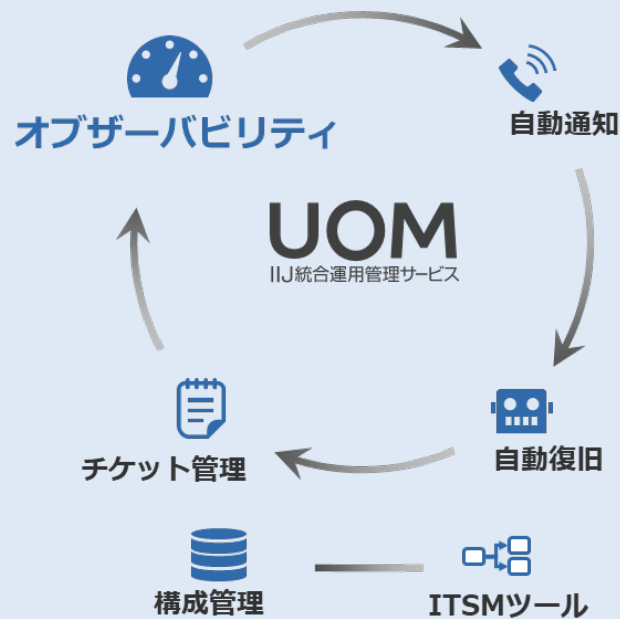 オブザーバビリティ
自動通知
UOM
IIJ統合運用管理サービス
チケット管理
自動復旧
構成管理
ITSMツール